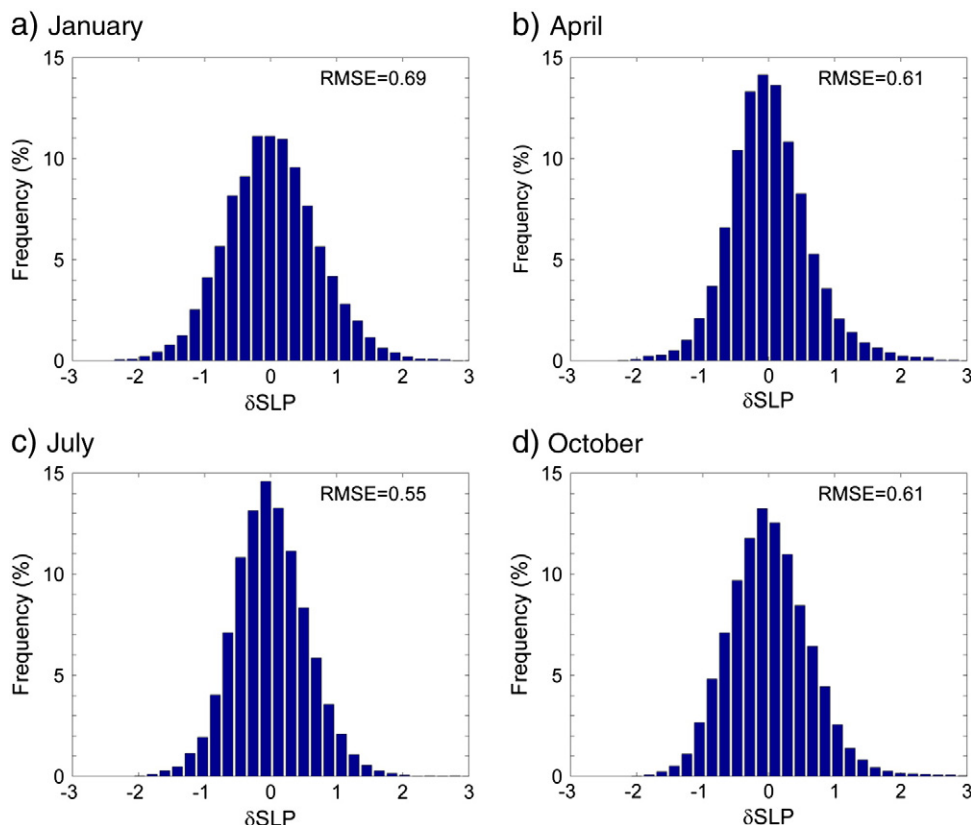 a) January
RMSE=0.69
Frequency (%)
15
10
5
0
-3 -2 -1 0 1 2 3
δSLP
b) April
RMSE=0.61
Frequency (%)
15
10
5
0
-3 -2 -1 0 1 2 3
δSLP
c) July
RMSE=0.55
Frequency (%)
15
10
5
0
-3 -2 -1 0 1 2 3
δSLP
d) October
RMSE=0.61
Frequency (%)
15
10
5
0
-3 -2 -1 0 1 2 3
δSLP